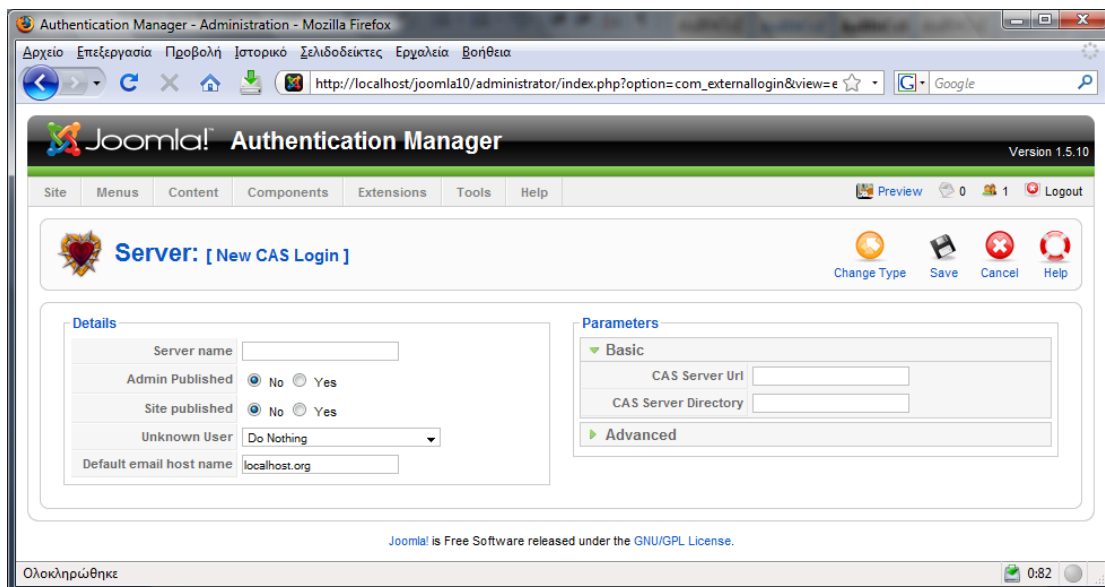 Authentication Manager - Administration - Mozilla Firefox
Αρχείο Επεξεργασία Προβολή Ιστορικό Σελιδοδείκτες Εργαλεία Βοήθεια
http://localhost/joomla10/administrator/index.php?option=com_externallogin&view=e
G Google
Joomla! Authentication Manager
Version 1.5.10
Site Menus Content Components Extensions Tools Help Preview 0 1 Logout
Server: [ New CAS Login ]
Change Type Save Cancel Help
Details
Server name
Admin Published No Yes
Site published No Yes
Unknown User Do Nothing
Default email host name localhost.org
Parameters
Basic
CAS Server Url
CAS Server Directory
Advanced
Joomla! is Free Software released under the GNU/GPL License.
Ολοκληρώθηκε 0:82